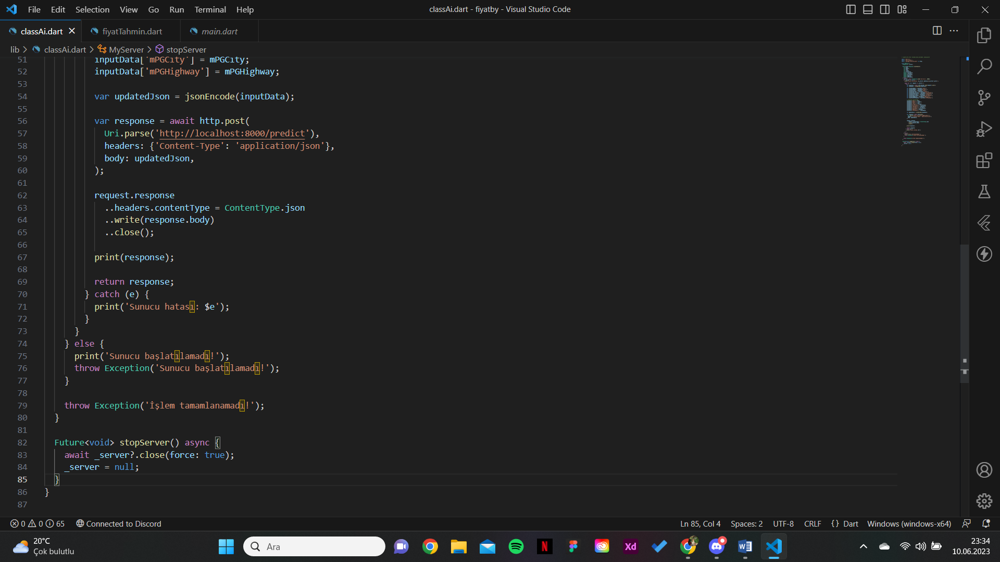 File Edit Selection View Go Run Terminal Help
classAi.dart - fiyatby - Visual Studio Code
classAi.dart
fiyatTahmin.dart
main.dart
lib > classAi.dart > MyServer > stopServer
51 inputData['mPGCity'] = mPGCity;
52 inputData['mPGHighway'] = mPGHighway;
53
54 var updatedJson = jsonEncode(inputData);
55
56 var response = await http.post(
57 Uri.parse('http://localhost:8000/predict'),
58 headers: {'Content-Type': 'application/json'},
59 body: updatedJson,
60 );
61
62 request.response
63 ..headers.contentType = ContentType.json
64 ..write(response.body)
65 ..close();
66
67 print(response);
68
69 return response;
70 } catch (e) {
71 print('Sunucu hatası: $e');
72 }
73 }
74 } else {
75 print('Sunucu başlatılamadı!');
76 throw Exception('Sunucu başlatılamadı!');
77 }
78
79 throw Exception('İşlem tamamlanamadı!');
80 }
81
82 Future<void> stopServer() async {
83 await _server?.close(force: true);
84 _server = null;
85 }
86 }
87
0 0 65 Connected to Discord
Ln 85, Col 4 Spaces: 2 UTF-8 CRLF {} Dart Windows (windows-x64)
20°C
Çok bulutlu
Ara
N
Xd
W
23:34
10.06.2023